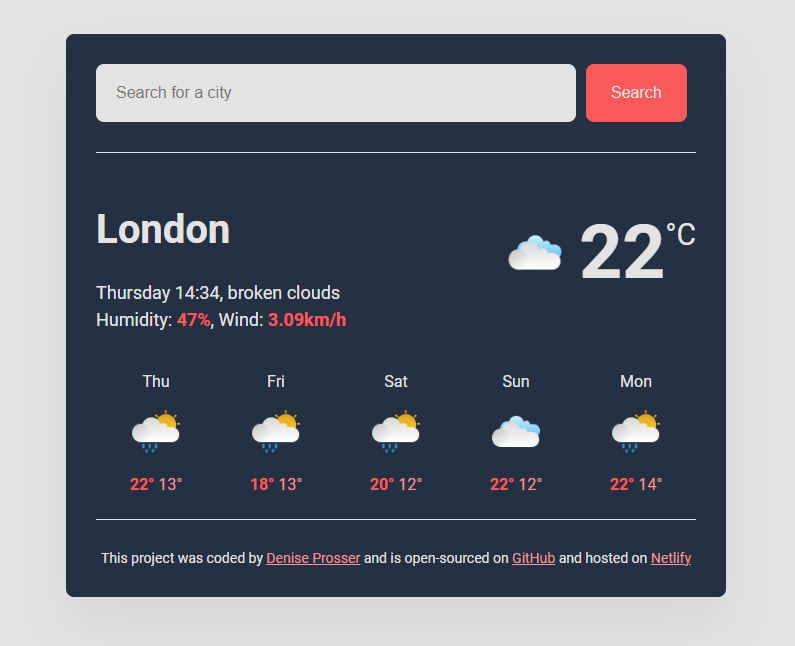 Search for a city Search
London
22°C
Thursday 14:34, broken clouds
Humidity: 47%, Wind: 3.09km/h
Thu Fri Sat Sun Mon
22° 13° 18° 13° 20° 12° 22° 12° 22° 14°
This project was coded by Denise Prosser and is open-sourced on GitHub and hosted on Netlify